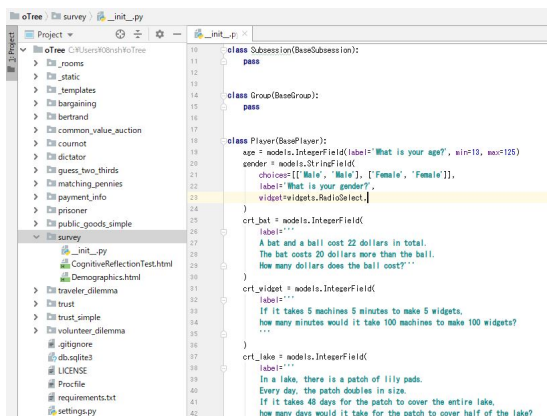 oTree survey __init__.py
Project
1: Project
__init__.py
oTree C:¥Users¥08nsh¥oTree
_rooms
_static
_templates
bargaining
bertrand
common_value_auction
cournot
dictator
guess_two_thirds
matching_pennies
payment_info
prisoner
public_goods_simple
survey
__init__.py
CognitiveReflectionTest.html
Demographics.html
traveler_dilemma
trust
trust_simple
volunteer_dilemma
.gitignore
db.sqlite3
LICENSE
Procfile
requirements.txt
settings.py
10 class Subsession(BaseSubsession):
11 pass
12
13
14 class Group(BaseGroup):
15 pass
16
17
18 class Player(BasePlayer):
19 age = models.IntegerField(label='What is your age?', min=13, max=125)
20 gender = models.StringField(
21 choices=[['Male', 'Male'], ['Female', 'Female']],
22 label='What is your gender?',
23 widget=widgets.RadioSelect,
24 )
25 crt_bat = models.IntegerField(
26 label='''
27 A bat and a ball cost 22 dollars in total.
28 The bat costs 20 dollars more than the ball.
29 How many dollars does the ball cost?'''
30 )
31 crt_widget = models.IntegerField(
32 label='''
33 If it takes 5 machines 5 minutes to make 5 widgets,
34 how many minutes would it take 100 machines to make 100 widgets?
35 '''
36 )
37 crt_lake = models.IntegerField(
38 label='''
39 In a lake, there is a patch of lily pads.
40 Every day, the patch doubles in size.
41 If it takes 48 days for the patch to cover the entire lake,
42 how many days would it take for the patch to cover half of the lake?